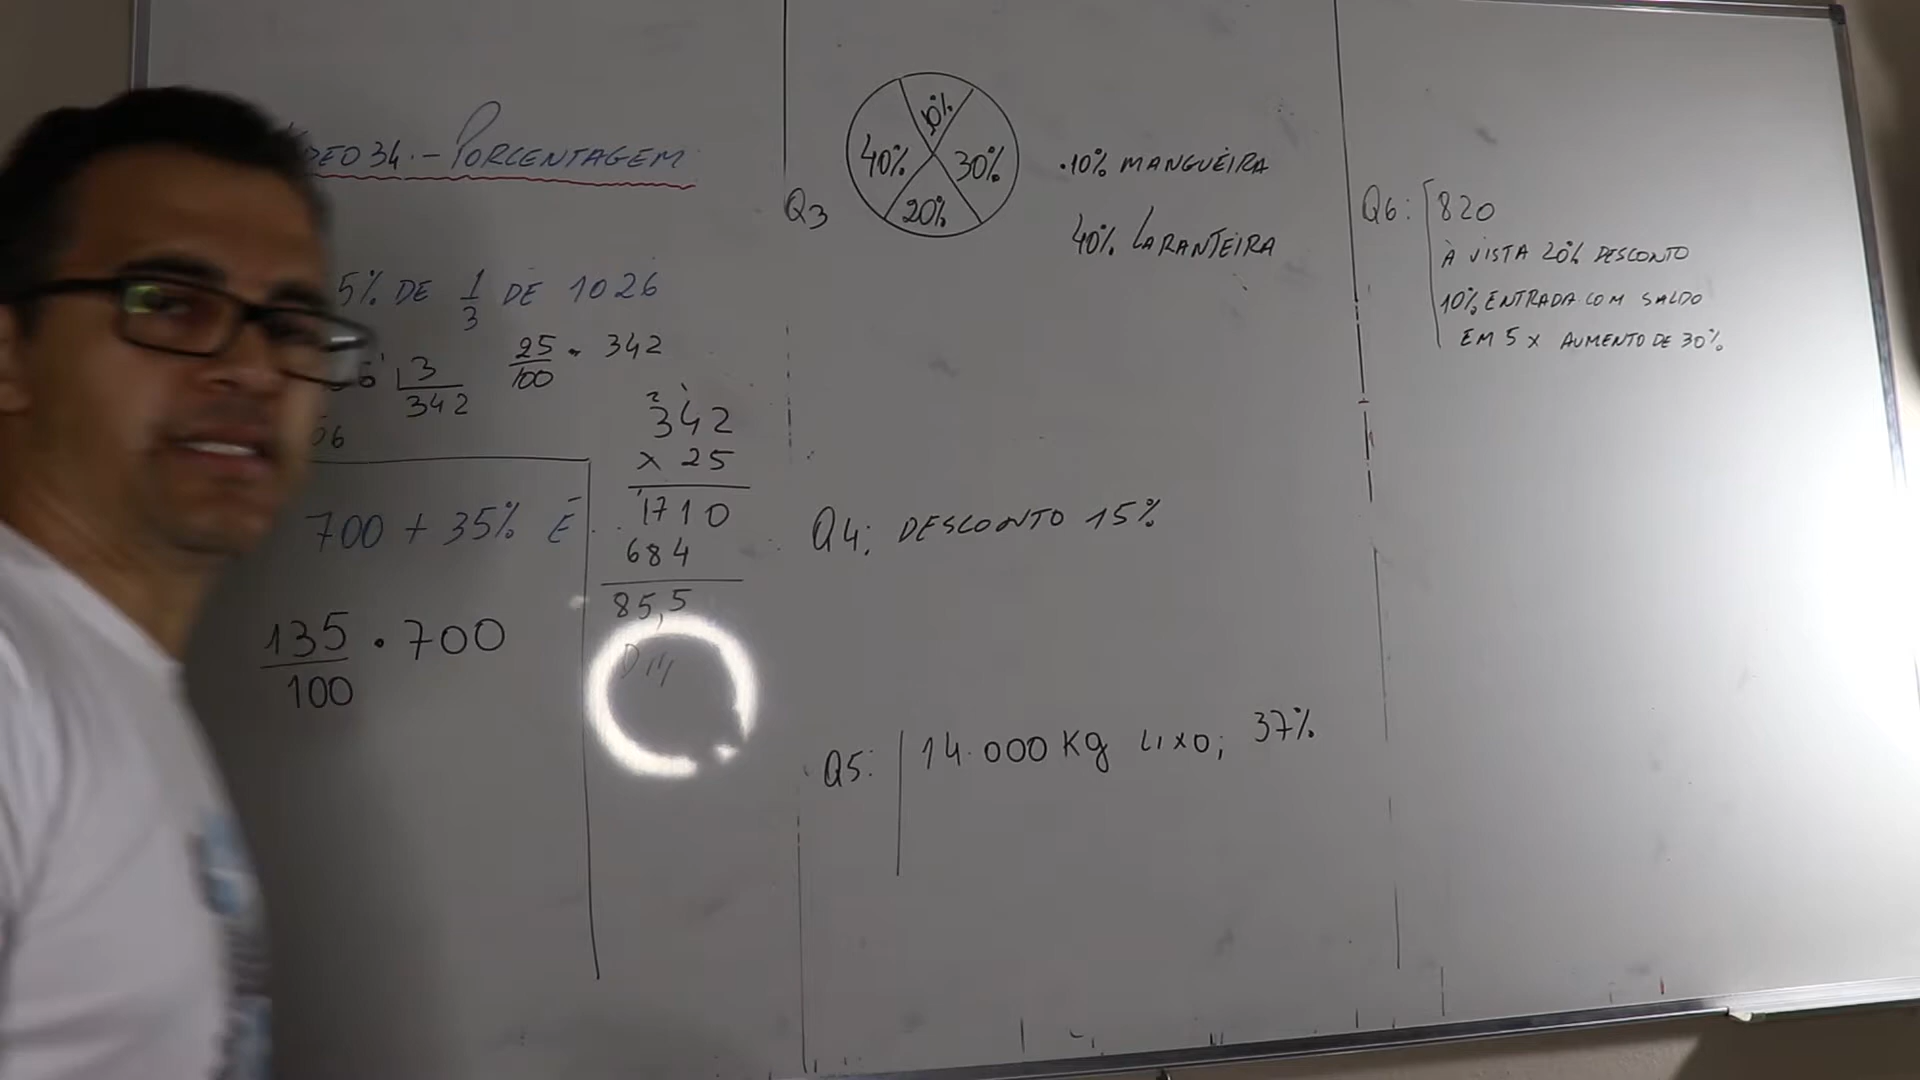 DEO 34.- PORCENTAGEM
5% DE 1/3 DE 1026
6 3
342
25/100 . 342
06
342
x 25
1710
684
85,5
D
700 + 35% É
135/100 . 700
Q3
10%
40%
30%
20%
.10% MANGUEIRA
40% LARANJEIRA
Q4: DESCONTO 15%
Q5: 14.000 Kg LIXO; 37%
Q6: 820
À VISTA 20% DESCONTO
10% ENTRADA COM SALDO
EM 5 X AUMENTO DE 30%